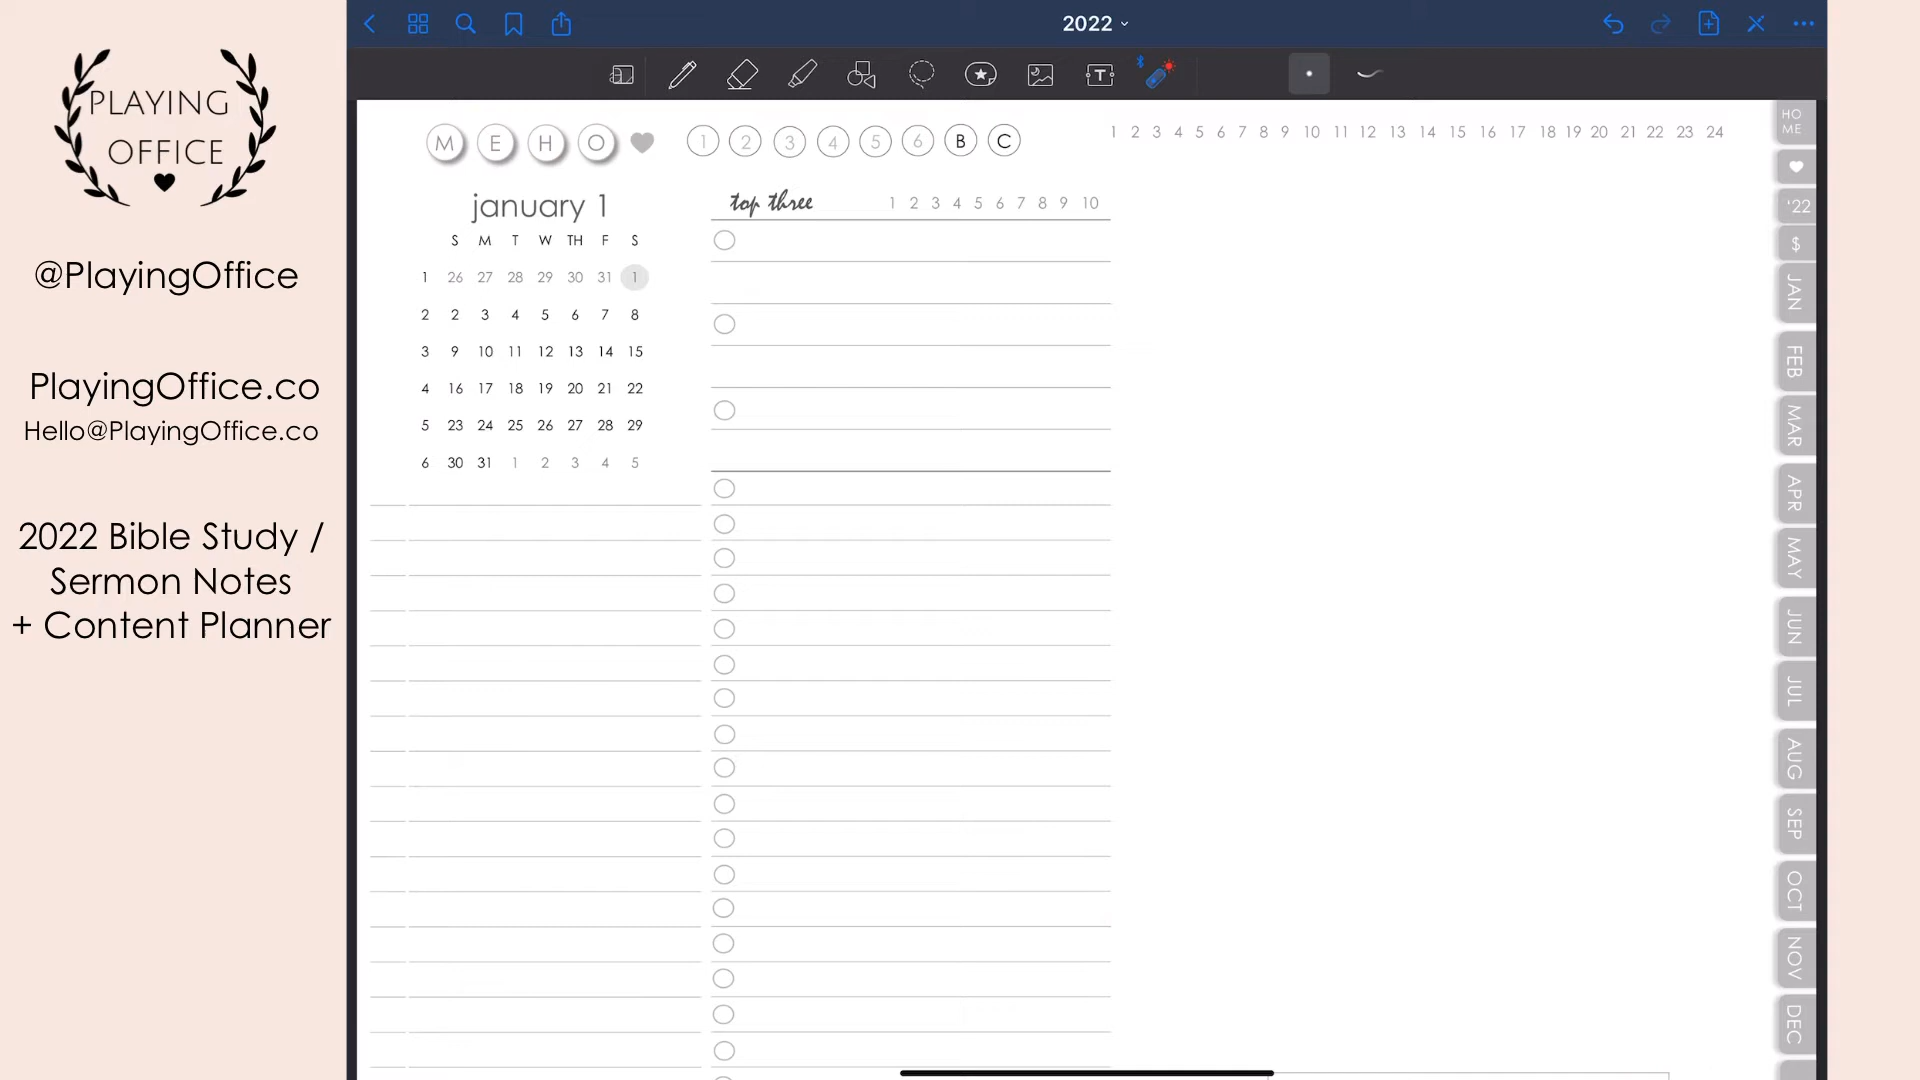 PLAYING
OFFICE
@PlayingOffice
PlayingOffice.co
Hello@PlayingOffice.co
2022 Bible Study /
Sermon Notes
+ Content Planner
2022
M E H O
1 2 3 4 5 6 B C
1 2 3 4 5 6 7 8 9 10 11 12 13 14 15 16 17 18 19 20 21 22 23 24
january 1
S M T W TH F S
1 26 27 28 29 30 31 1
2 2 3 4 5 6 7 8
3 9 10 11 12 13 14 15
4 16 17 18 19 20 21 22
5 23 24 25 26 27 28 29
6 30 31 1 2 3 4 5
top three
1 2 3 4 5 6 7 8 9 10
HO
ME
'22
$
JAN
FEB
MAR
APR
MAY
JUN
JUL
AUG
SEP
OCT
NOV
DEC